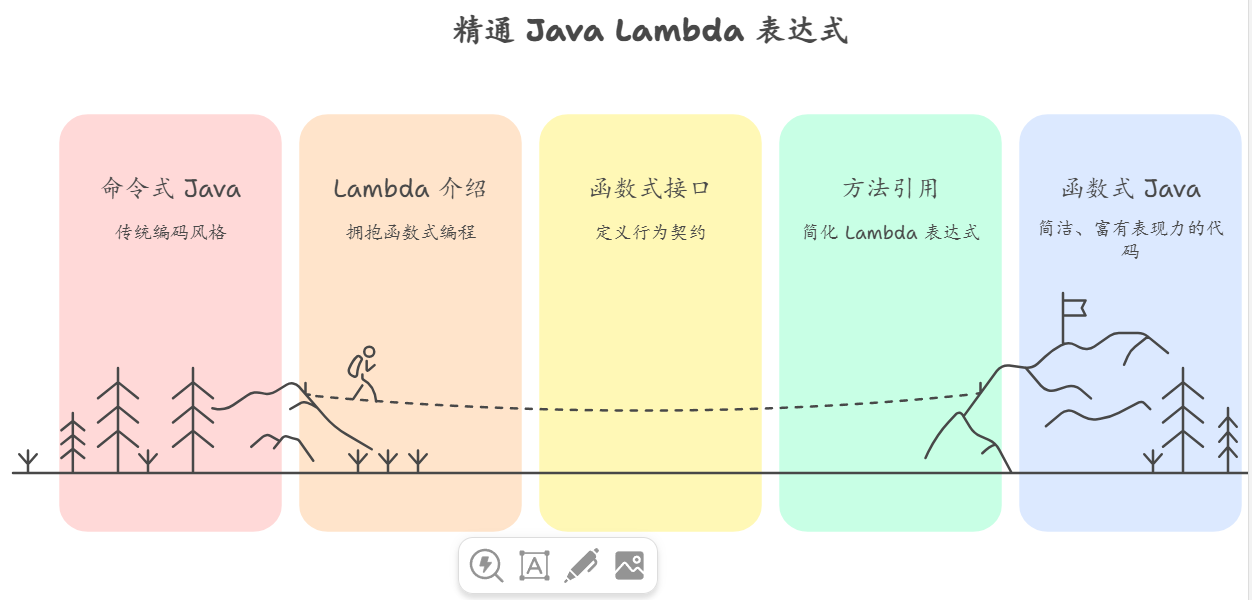 精通 Java Lambda 表达式
命令式 Java
传统编码风格
Lambda 介绍
拥抱函数式编程
函数式接口
定义行为契约
方法引用
简化 Lambda 表达式
函数式 Java
简洁、富有表现力的代
码
A